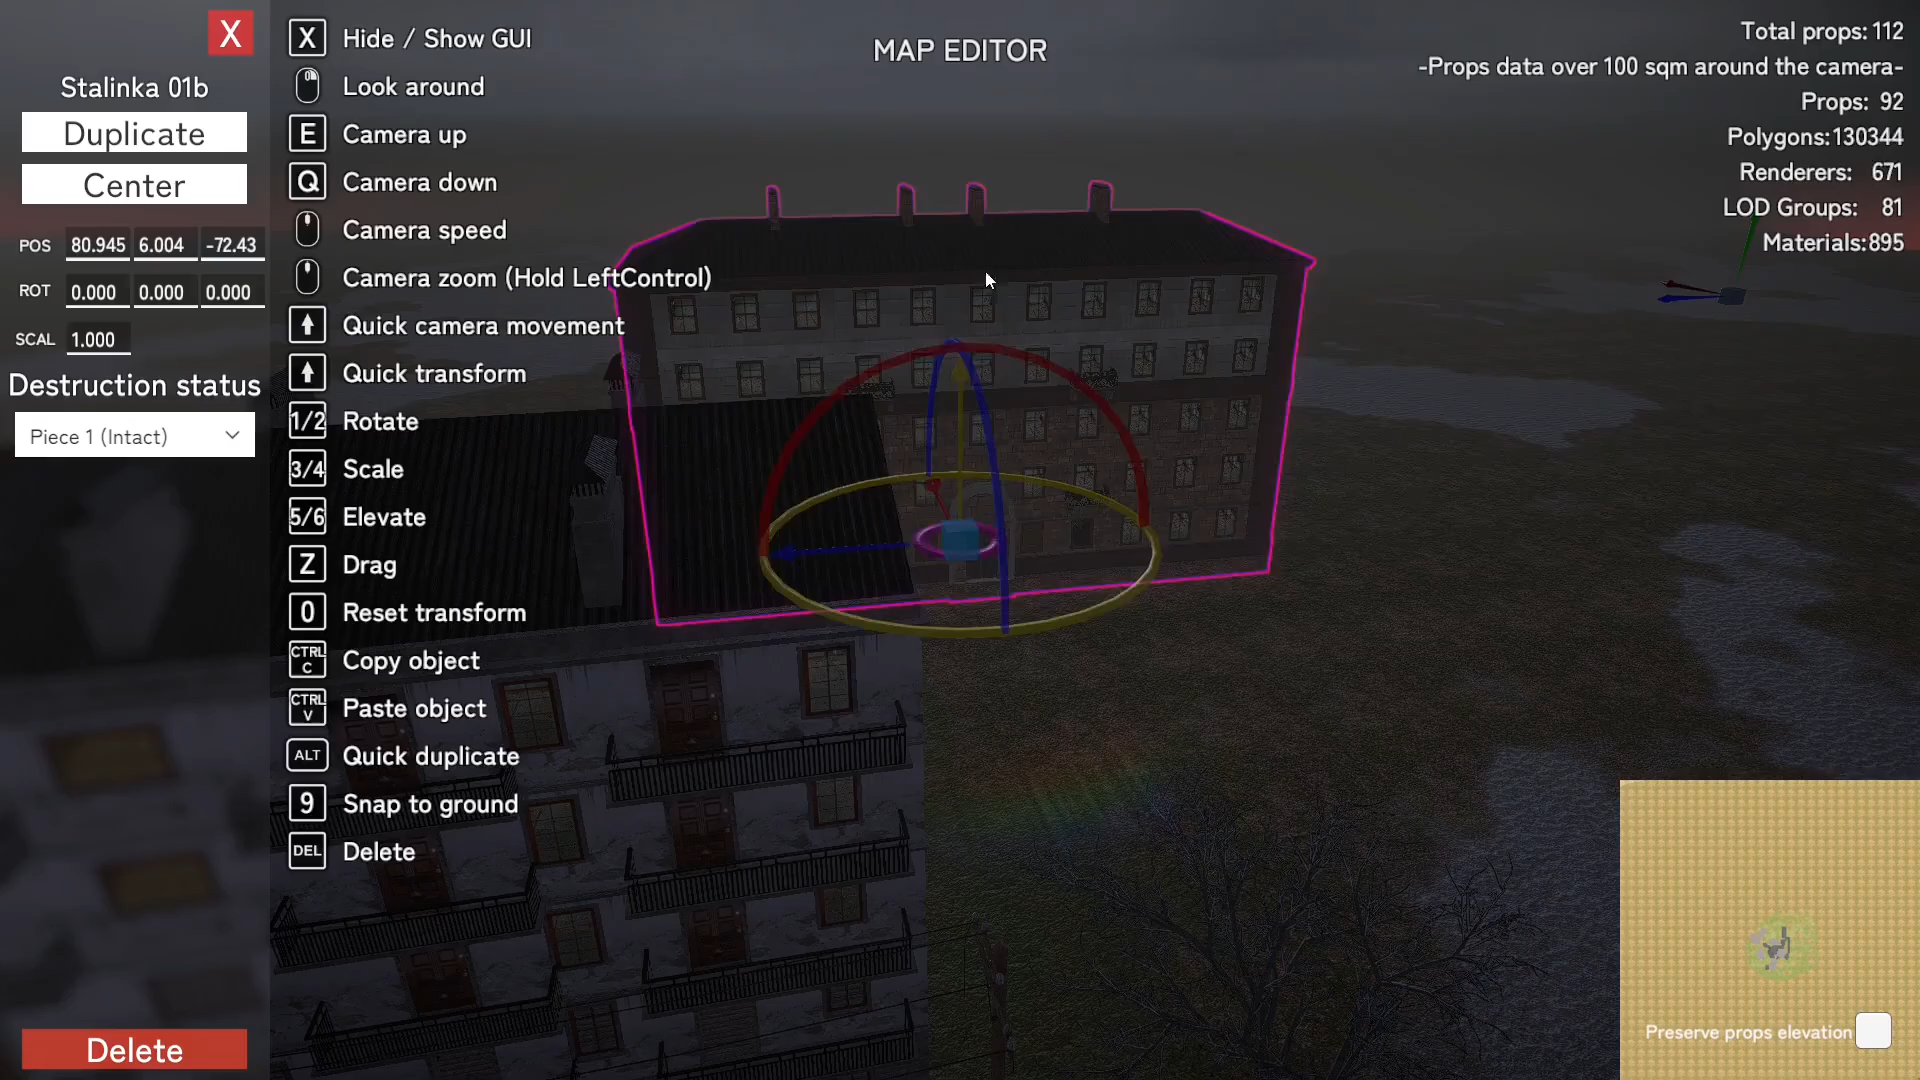 X
Stalinka 01b
Duplicate
Center
POS 80.945 6.004 -72.43
ROT 0.000 0.000 0.000
SCAL 1.000
Destruction status
Piece 1 (Intact)
Delete
X Hide / Show GUI
Look around
E Camera up
Q Camera down
Camera speed
Camera zoom (Hold LeftControl)
Quick camera movement
Quick transform
1/2 Rotate
3/4 Scale
5/6 Elevate
Z Drag
0 Reset transform
CTRL C Copy object
CTRL V Paste object
ALT Quick duplicate
9 Snap to ground
DEL Delete
MAP EDITOR
Total props: 112
-Props data over 100 sqm around the camera-
Props: 92
Polygons:130344
Renderers: 671
LOD Groups: 81
Materials:895
Preserve props elevation